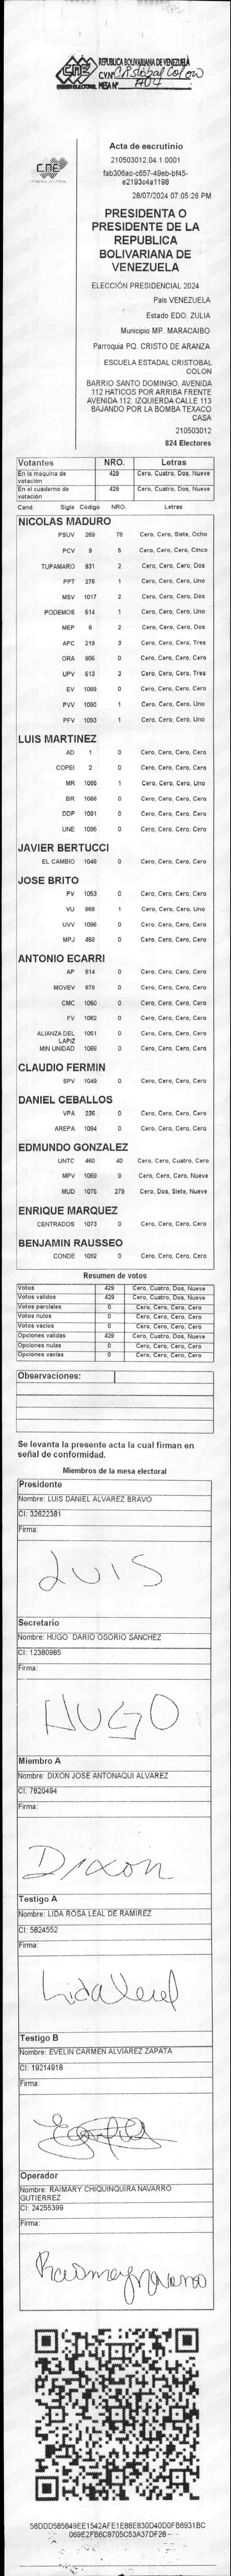 CNE REPUBLICA BOLIVARIANA DE VENEZUELA
C.V.Nº Cristobal Colon
PODER ELECTORAL MESA Nº
CNE
Acta de escrutinio
210503012.04.1.0001
fab306ac-c657-49eb-bf45-
e2193c4a1198
28/07/2024 07:05:26 PM
PRESIDENTA O
PRESIDENTE DE LA
REPUBLICA
BOLIVARIANA DE
VENEZUELA
ELECCIÓN PRESIDENCIAL 2024
Pais VENEZUELA
Estado EDO. ZULIA
Municipio MP. MARACAIBO
Parroquia PQ. CRISTO DE ARANZA
ESCUELA ESTADAL CRISTOBAL
COLON
BARRIO SANTO DOMINGO. AVENIDA
112 HATICOS POR ARRIBA FRENTE
AVENIDA 112. IZQUIERDA CALLE 113
BAJANDO POR LA BOMBA TEXACO
CASA
210503012
824 Electores
Votantes NRO. Letras
En la maquina de votación 429 Cero, Cuatro, Dos, Nueve
En el cuaderno de votación 429 Cero, Cuatro, Dos, Nueve
Cand. Sigla Código NRO. Letras
NICOLAS MADURO
PSUV 269 78 Cero, Cero, Siete, Ocho
PCV 9 5 Cero, Cero, Cero, Cinco
TUPAMARO 931 2 Cero, Cero, Cero, Dos
PPT 276 1 Cero, Cero, Cero, Uno
MSV 1017 2 Cero, Cero, Cero, Dos
PODEMOS 514 1 Cero, Cero, Cero, Uno
MEP 6 2 Cero, Cero, Cero, Dos
APC 219 3 Cero, Cero, Cero, Tres
ORA 906 0 Cero, Cero, Cero, Cero
UPV 613 3 Cero, Cero, Cero, Tres
EV 1089 0 Cero, Cero, Cero, Cero
PVV 1090 1 Cero, Cero, Cero, Uno
PFV 1093 1 Cero, Cero, Cero, Uno
LUIS MARTINEZ
AD 1 0 Cero, Cero, Cero, Cero
COPEI 2 0 Cero, Cero, Cero, Cero
MR 1065 1 Cero, Cero, Cero, Uno
BR 1066 0 Cero, Cero, Cero, Cero
DDP 1091 0 Cero, Cero, Cero, Cero
UNE 1095 0 Cero, Cero, Cero, Cero
JAVIER BERTUCCI
EL CAMBIO 1048 0 Cero, Cero, Cero, Cero
JOSE BRITO
PV 1053 0 Cero, Cero, Cero, Cero
VU 868 1 Cero, Cero, Cero, Uno
UVV 1096 0 Cero, Cero, Cero, Cero
MPJ 468 0 Cero, Cero, Cero, Cero
ANTONIO ECARRI
AP 814 0 Cero, Cero, Cero, Cero
MOVEV 978 0 Cero, Cero, Cero, Cero
CMC 1050 0 Cero, Cero, Cero, Cero
FV 1062 0 Cero, Cero, Cero, Cero
ALIANZA DEL LAPIZ 1051 0 Cero, Cero, Cero, Cero
MIN UNIDAD 1068 0 Cero, Cero, Cero, Cero
CLAUDIO FERMIN
SPV 1049 0 Cero, Cero, Cero, Cero
DANIEL CEBALLOS
VPA 236 0 Cero, Cero, Cero, Cero
AREPA 1084 0 Cero, Cero, Cero, Cero
EDMUNDO GONZALEZ
UNTC 460 40 Cero, Cero, Cuatro, Cero
MPV 1069 9 Cero, Cero, Cero, Nueve
MUD 1075 279 Cero, Dos, Siete, Nueve
ENRIQUE MARQUEZ
CENTRADOS 1073 0 Cero, Cero, Cero, Cero
BENJAMIN RAUSSEO
CONDE 1092 0 Cero, Cero, Cero, Cero
Resumen de votos
Votos 429 Cero, Cuatro, Dos, Nueve
Votos validos 429 Cero, Cuatro, Dos, Nueve
Votos parciales 0 Cero, Cero, Cero, Cero
Votos nulos 0 Cero, Cero, Cero, Cero
Votos vacios 0 Cero, Cero, Cero, Cero
Opciones validas 429 Cero, Cuatro, Dos, Nueve
Opciones nulas 0 Cero, Cero, Cero, Cero
Opciones vacias 0 Cero, Cero, Cero, Cero
Observaciones:
Se levanta la presente acta la cual firman en
señal de conformidad.
Miembros de la mesa electoral
Presidente
Nombre: LUIS DANIEL ALVAREZ BRAVO
CI: 32622381
Firma:
LUIS
Secretario
Nombre: HUGO DARIO OSORIO SANCHEZ
CI: 12380985
Firma:
HUGO
Miembro A
Nombre: DIXON JOSE ANTONAQUI ALVAREZ
CI: 7820494
Firma:
Dixon
Testigo A
Nombre: LIDA ROSA LEAL DE RAMIREZ
CI: 5824552
Firma:
Lida Leal
Testigo B
Nombre: EVELIN CARMEN ALVIAREZ ZAPATA
CI: 19214918
Firma:
Operador
Nombre: RAIMARY CHIQUINQUIRA NAVARRO
GUTIERREZ
CI: 24255399
Firma:
Raimary Navarro
58DDD585849EE1542AFE1E8BE830D40D0FB6931BC
069E2FB6C9705C53A37DF28